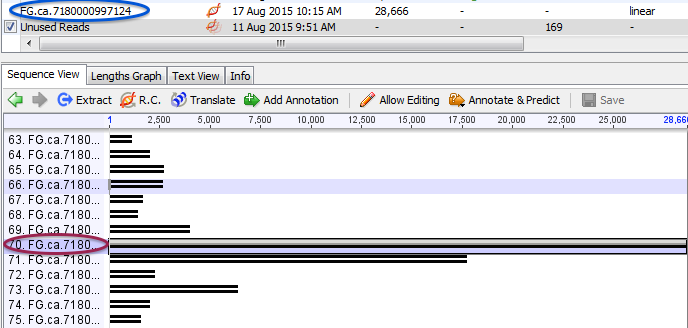 FG.ca.7180000997124 17 Aug 2015 10:15 AM 28,666 - - linear
Unused Reads 11 Aug 2015 9:51 AM - - 169 -
Sequence View Lengths Graph Text View Info
Extract R.C. Translate Add Annotation Allow Editing Annotate & Predict Save
1 2,500 5,000 7,500 10,000 12,500 15,000 17,500 20,000 22,500 25,000 28,666
63. FG.ca.7180...
64. FG.ca.7180...
65. FG.ca.7180...
66. FG.ca.7180...
67. FG.ca.7180...
68. FG.ca.7180...
69. FG.ca.7180...
70. FG.ca.7180...
71. FG.ca.7180...
72. FG.ca.7180...
73. FG.ca.7180...
74. FG.ca.7180...
75. FG.ca.7180...